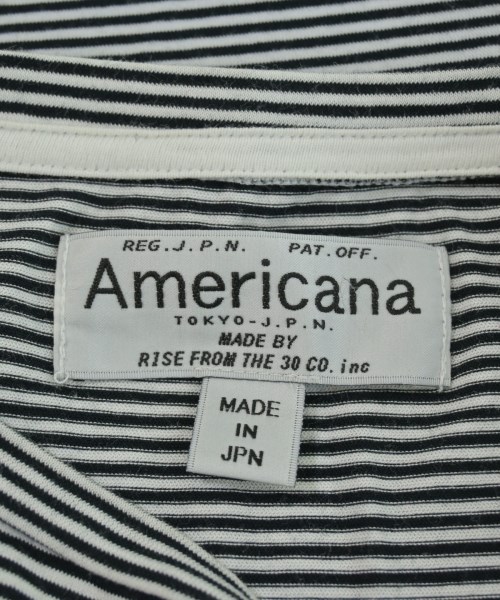 REG.J.P.N. PAT.OFF.
Americana
TOKYO-J.P.N.
MADE BY
RISE FROM THE 30 CO. inc
MADE
IN
JPN